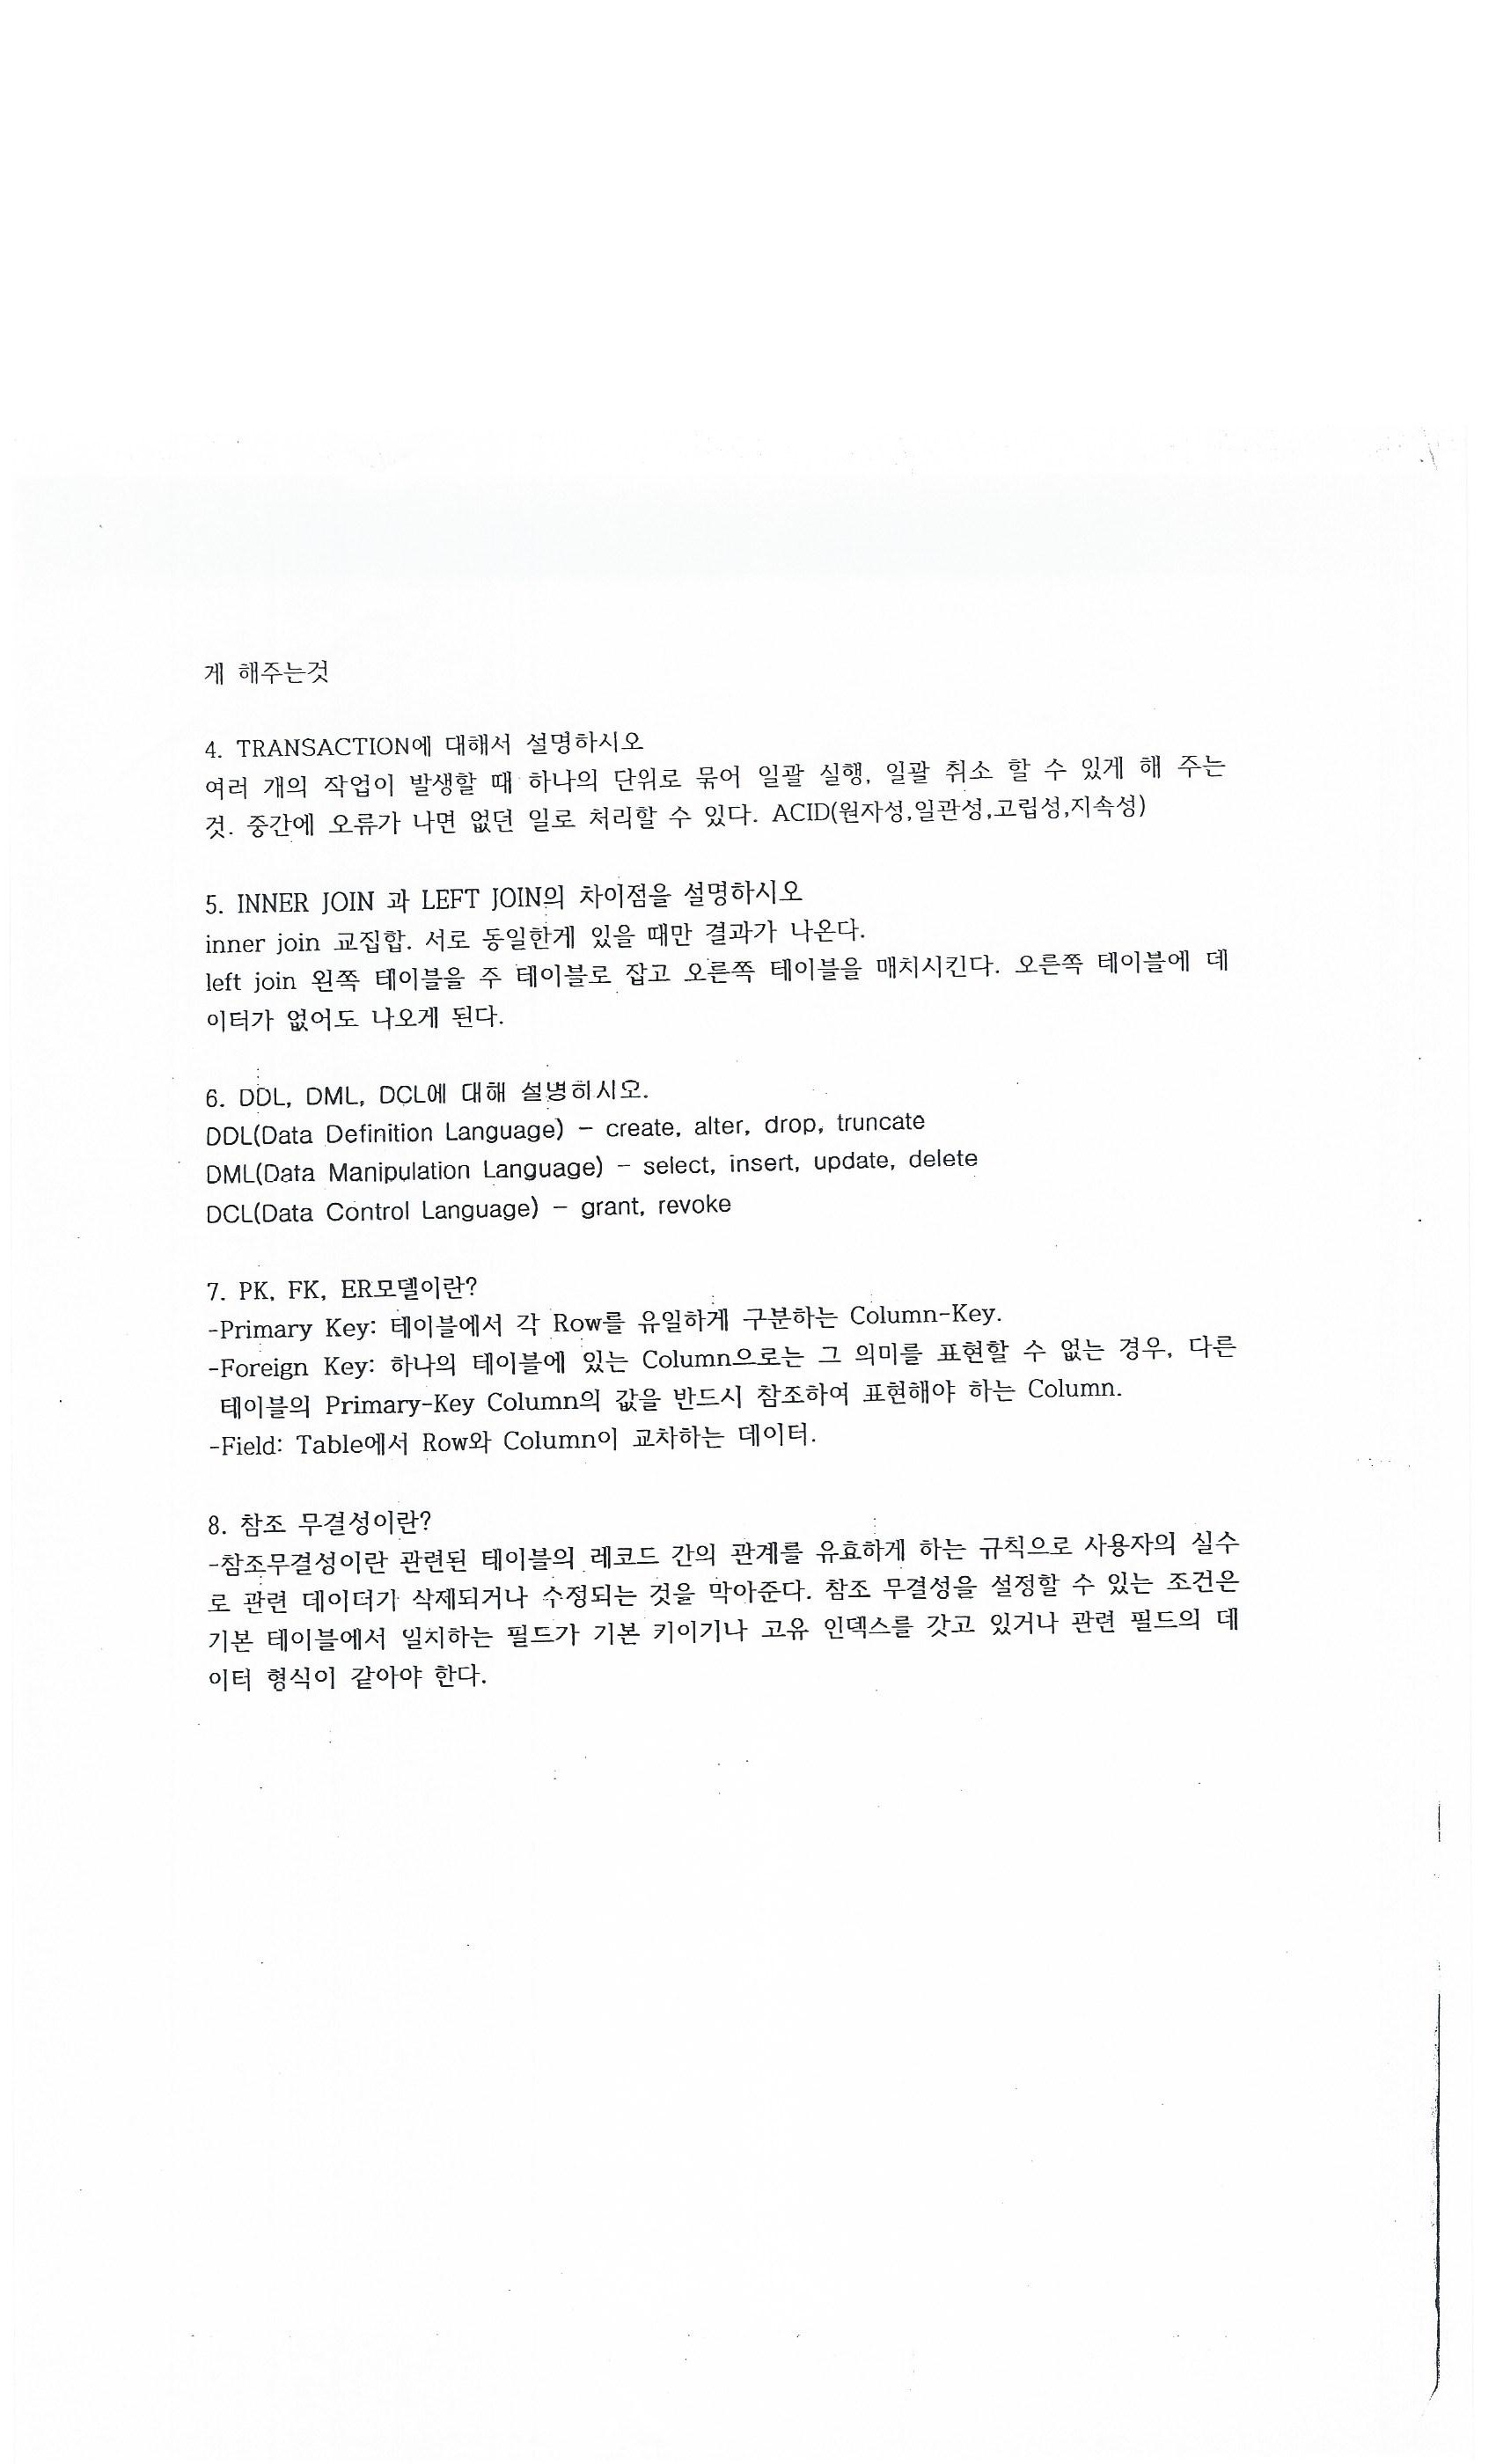 게 해주는것
4. TRANSACTION에 대해서 설명하시오
여러 개의 작업이 발생할 때 하나의 단위로 묶어 일괄 실행, 일괄 취소 할 수 있게 해 주는
것. 중간에 오류가 나면 없던 일로 처리할 수 있다. ACID(원자성,일관성,고립성,지속성)
5. INNER JOIN 과 LEFT JOIN의 차이점을 설명하시오
inner join 교집합. 서로 동일한게 있을 때만 결과가 나온다.
left join 왼쪽 테이블을 주 테이블로 잡고 오른쪽 테이블을 매치시킨다. 오른쪽 테이블에 데
이터가 없어도 나오게 된다.
6. DDL, DML, DCL에 대해 설명하시오.
DDL(Data Definition Language) - create, alter, drop, truncate
DML(Data Manipulation Language) - select, insert, update, delete
DCL(Data Control Language) - grant, revoke
7. PK, FK, ER모델이란?
-Primary Key: 테이블에서 각 Row를 유일하게 구분하는 Column-Key.
-Foreign Key: 하나의 테이블에 있는 Column으로는 그 의미를 표현할 수 없는 경우, 다른
테이블의 Primary-Key Column의 값을 반드시 참조하여 표현해야 하는 Column.
-Field: Table에서 Row와 Column이 교차하는 데이터.
8. 참조 무결성이란?
-참조무결성이란 관련된 테이블의 레코드 간의 관계를 유효하게 하는 규칙으로 사용자의 실수
로 관련 데이터가 삭제되거나 수정되는 것을 막아준다. 참조 무결성을 설정할 수 있는 조건은
기본 테이블에서 일치하는 필드가 기본 키이거나 고유 인덱스를 갖고 있거나 관련 필드의 데
이터 형식이 같아야 한다.